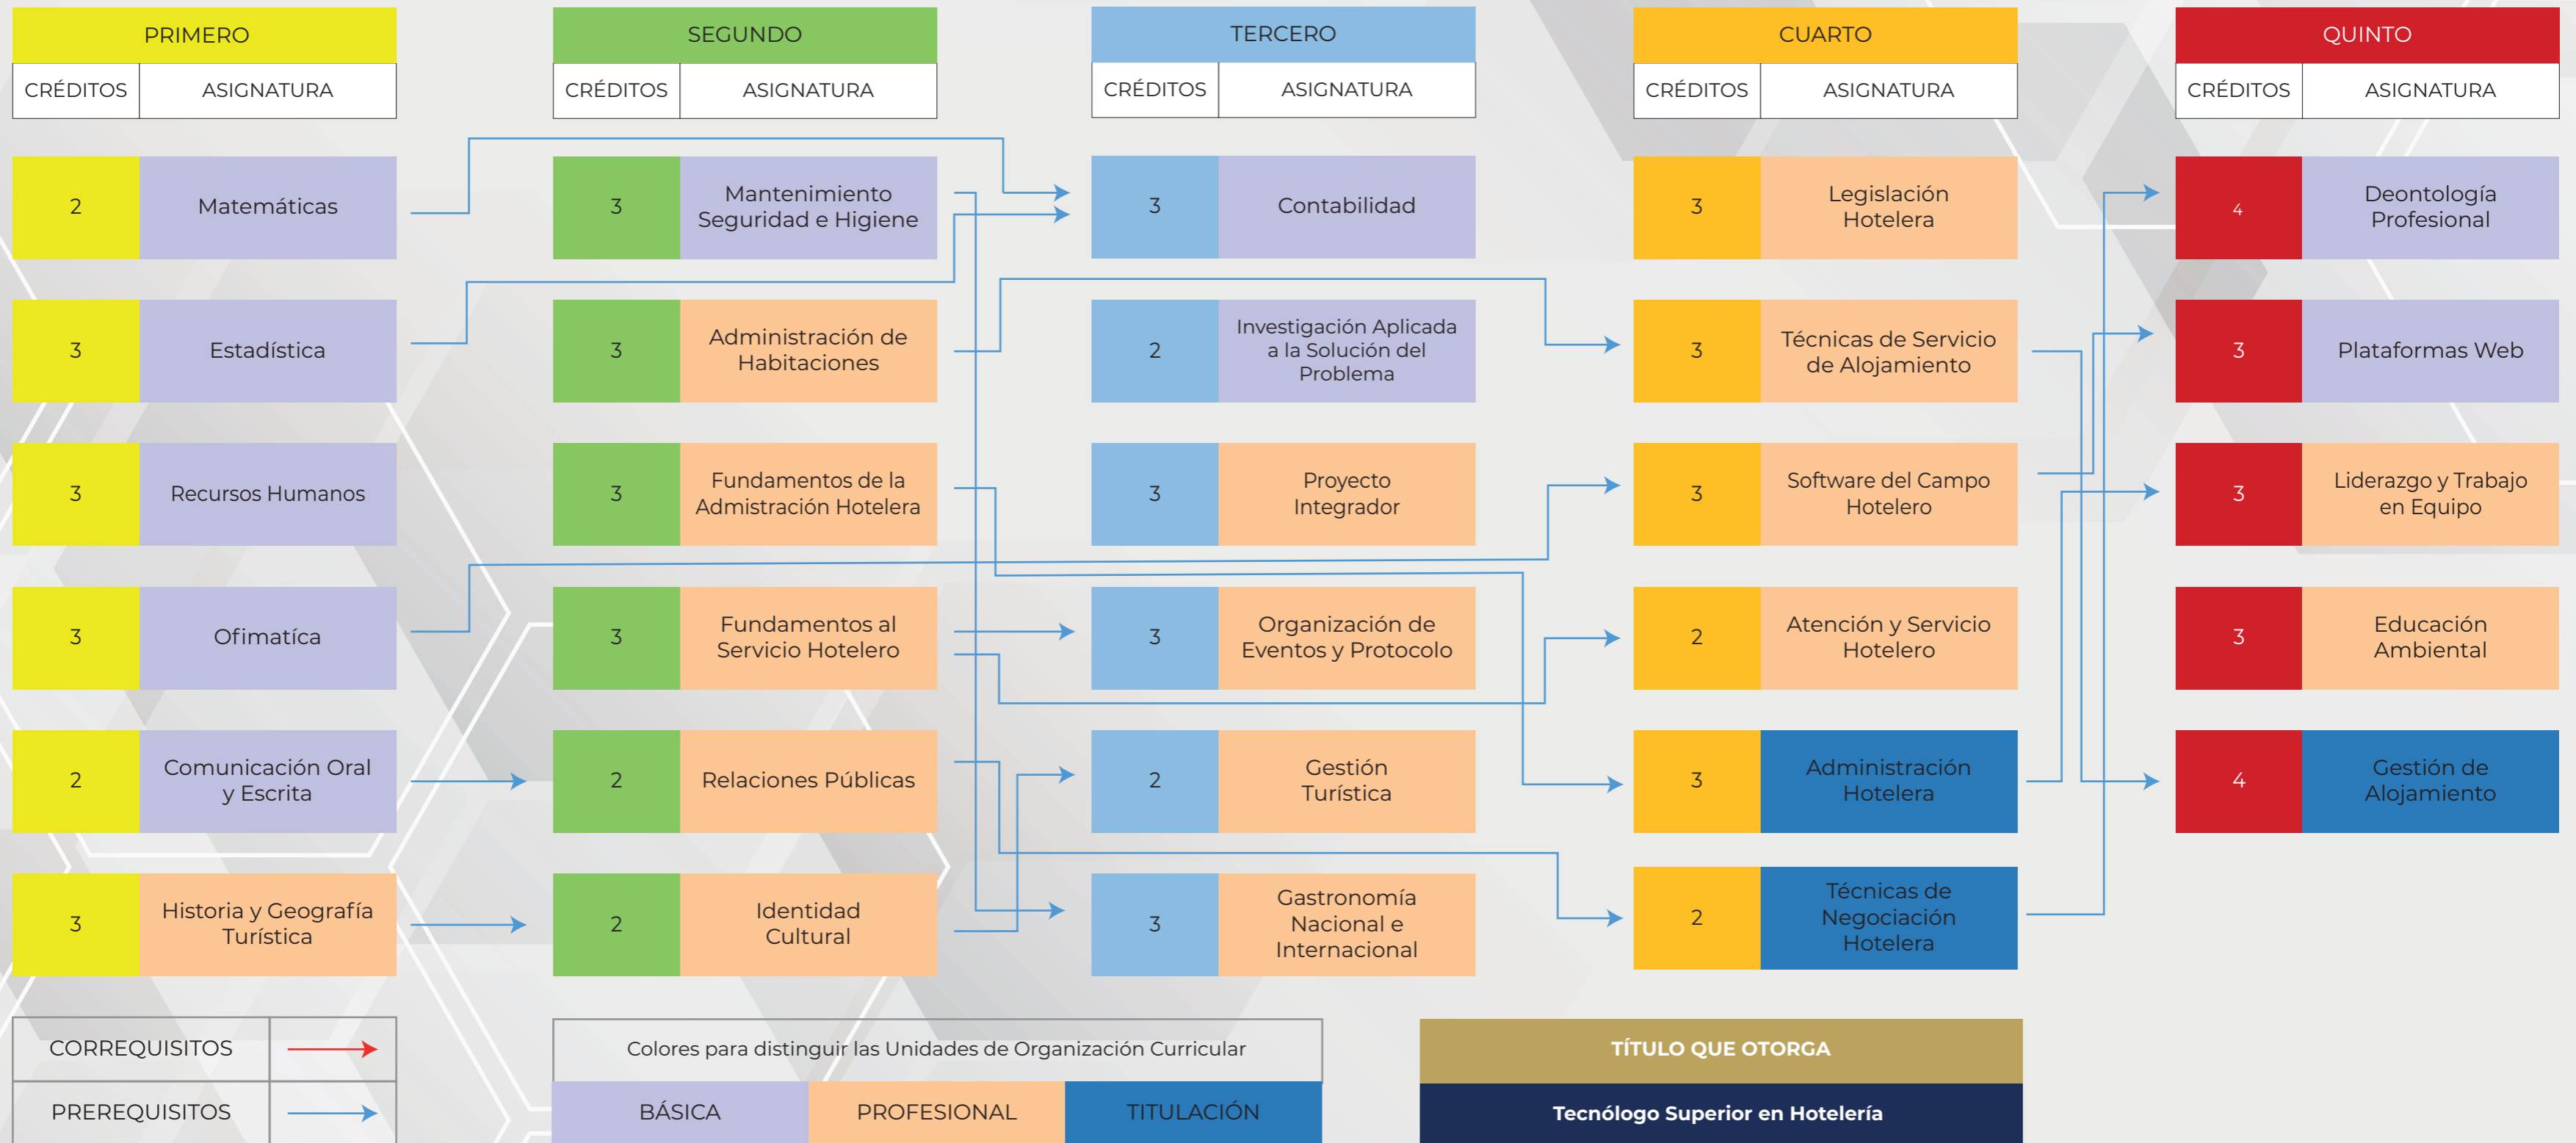 PRIMERO
CRÉDITOS ASIGNATURA
2 Matemáticas
3 Estadística
3 Recursos Humanos
3 Ofimatíca
2 Comunicación Oral
y Escrita
3 Historia y Geografía
Turística
SEGUNDO
CRÉDITOS ASIGNATURA
3 Mantenimiento
Seguridad e Higiene
3 Administración de
Habitaciones
3 Fundamentos de la
Admistración Hotelera
3 Fundamentos al
Servicio Hotelero
2 Relaciones Públicas
2 Identidad
Cultural
TERCERO
CRÉDITOS ASIGNATURA
3 Contabilidad
2 Investigación Aplicada
a la Solución del
Problema
3 Proyecto
Integrador
3 Organización de
Eventos y Protocolo
2 Gestión
Turística
3 Gastronomía
Nacional e
Internacional
CUARTO
CRÉDITOS ASIGNATURA
3 Legislación
Hotelera
3 Técnicas de Servicio
de Alojamiento
3 Software del Campo
Hotelero
2 Atención y Servicio
Hotelero
3 Administración
Hotelera
2 Técnicas de
Negociación
Hotelera
QUINTO
CRÉDITOS ASIGNATURA
4 Deontología
Profesional
3 Plataformas Web
3 Liderazgo y Trabajo
en Equipo
3 Educación
Ambiental
4 Gestión de
Alojamiento
CORREQUISITOS
PREREQUISITOS
Colores para distinguir las Unidades de Organización Curricular
BÁSICA PROFESIONAL TITULACIÓN
TÍTULO QUE OTORGA
Tecnólogo Superior en Hotelería